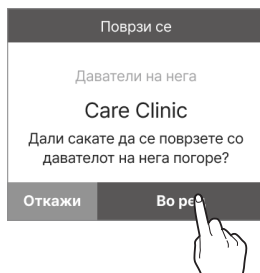 Поврзи се
Даватели на нега
Care Clinic
Дали сакате да се поврзете со
давателот на нега погоре?
Откажи Во